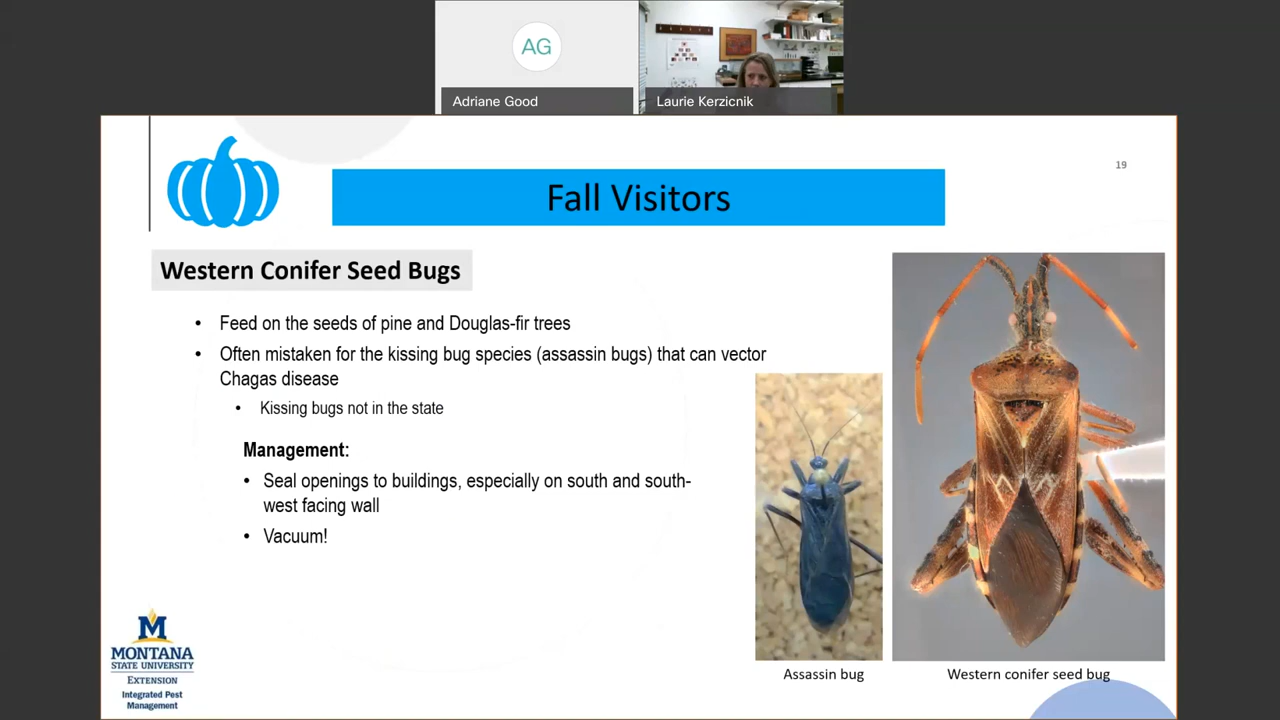 AG
Adriane Good
Laurie Kerzicnik
19
Fall Visitors
Western Conifer Seed Bugs
• Feed on the seeds of pine and Douglas-fir trees
• Often mistaken for the kissing bug species (assassin bugs) that can vector
Chagas disease
• Kissing bugs not in the state
Management:
• Seal openings to buildings, especially on south and south-
west facing wall
• Vacuum!
M
MONTANA
STATE UNIVERSITY
EXTENSION
Integrated Pest
Management
Assassin bug
Western conifer seed bug